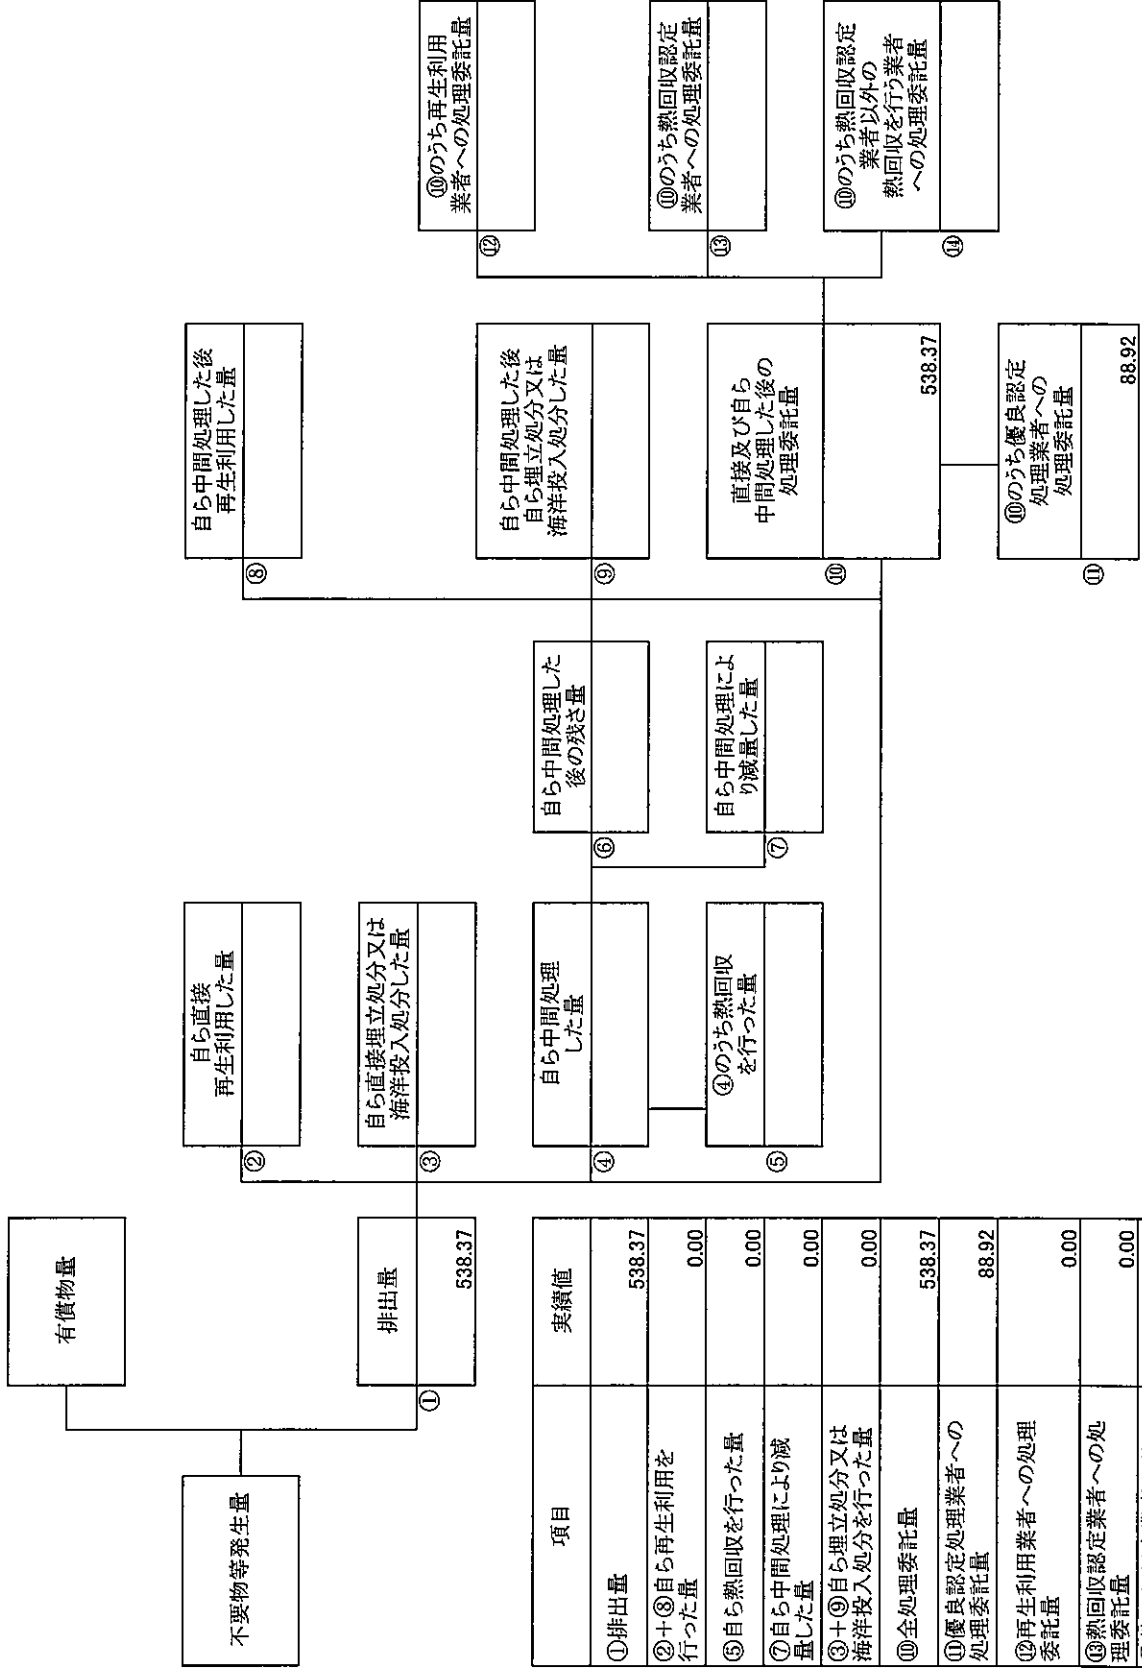 不要物等発生量
有償物量
①
排出量
538.37
②
自ら直接
再生利用した量
③
自ら直接埋立処分又は
海洋投入処分した量
④
自ら中間処理
した量
⑤
④のうち熱回収
を行った量
⑥
自ら中間処理した
後の残さ量
⑦
自ら中間処理によ
り減量した量
⑧
自ら中間処理した後
再生利用した量
⑨
自ら中間処理した後
自ら埋立処分又は
海洋投入処分した量
⑩
直接及び自ら
中間処理した後の
処理委託量
538.37
⑪
⑩のうち優良認定
処理業者への
処理委託量
88.92
⑫
⑩のうち再生利用
業者への処理委託量
⑬
⑩のうち熱回収認定
業者への処理委託量
⑭
⑩のうち熱回収認定
業者以外の
熱回収を行う業者
への処理委託量
項目
実績値
①排出量
538.37
②+⑧自ら再生利用を
行った量
0.00
⑤自ら熱回収を行った量
0.00
⑦自ら中間処理により減
量した量
0.00
③+⑨自ら埋立処分又は
海洋投入処分を行った量
0.00
⑩全処理委託量
538.37
⑪優良認定処理業者への
処理委託量
88.92
⑫再生利用業者への処理
委託量
0.00
⑬熱回収認定業者への処
理委託量
0.00